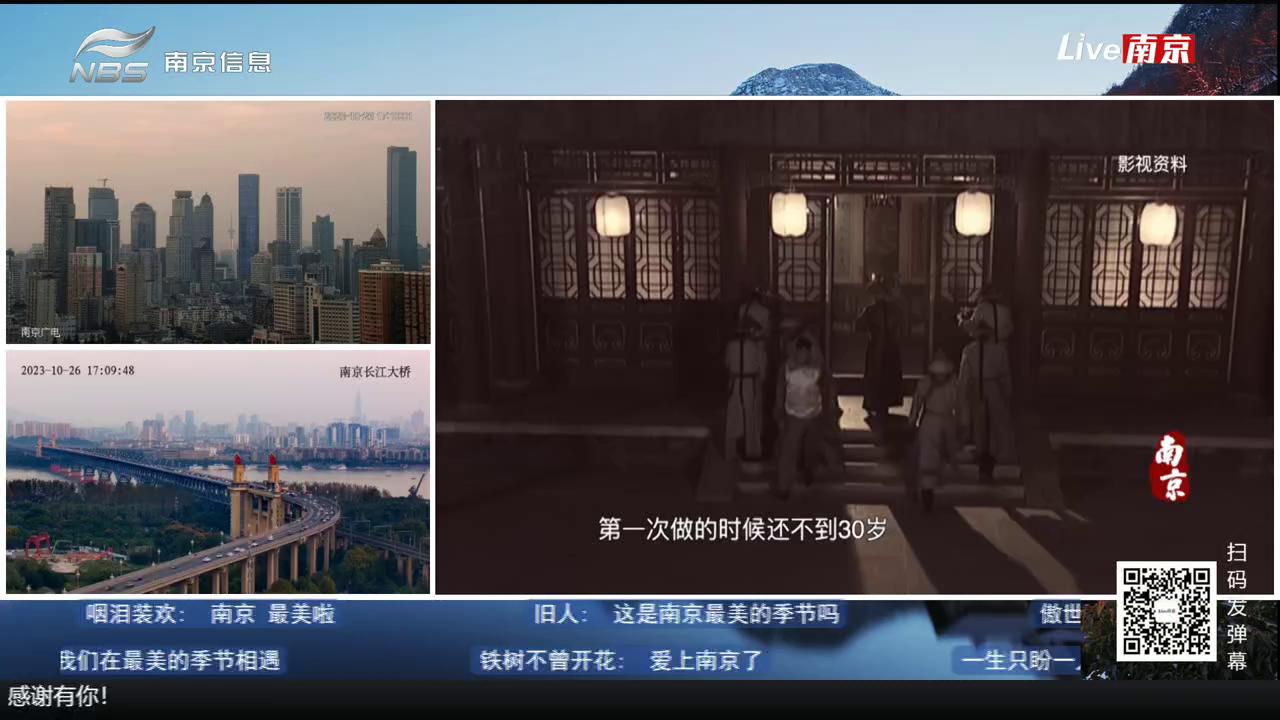 NBS 南京信息
Live南京
南京广电
2023-10-26 17:09:48
南京长江大桥
影视资料
南京
第一次做的时候还不到30岁
扫码发弹幕
咽泪装欢： 南京 最美啦
旧人： 这是南京最美的季节吗
傲世
我们在最美的季节相遇
铁树不曾开花： 爱上南京了
一生只盼一人
感谢有你！